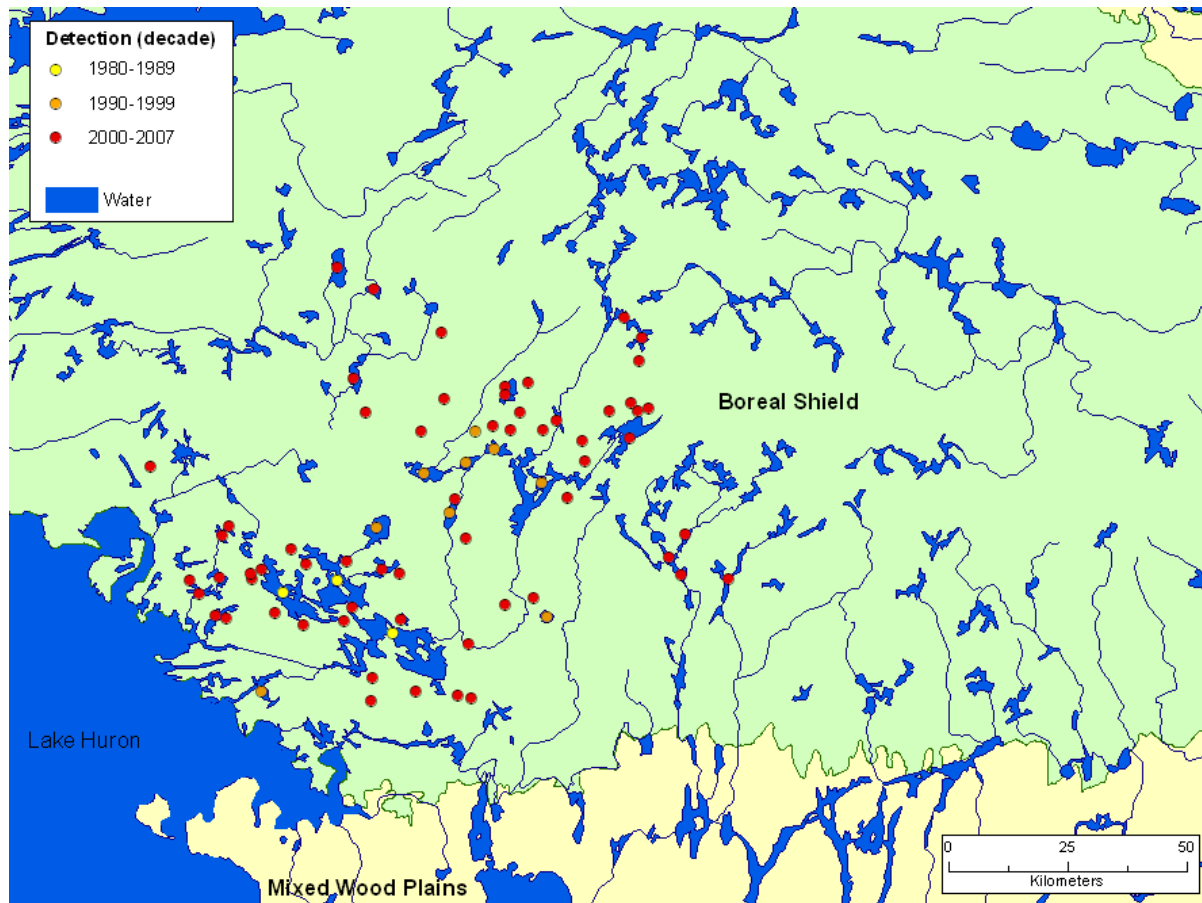 Detection (decade)
1980-1989
1990-1999
2000-2007
Water
Boreal Shield
Lake Huron
Mixed Wood Plains
0 25 50
Kilometers